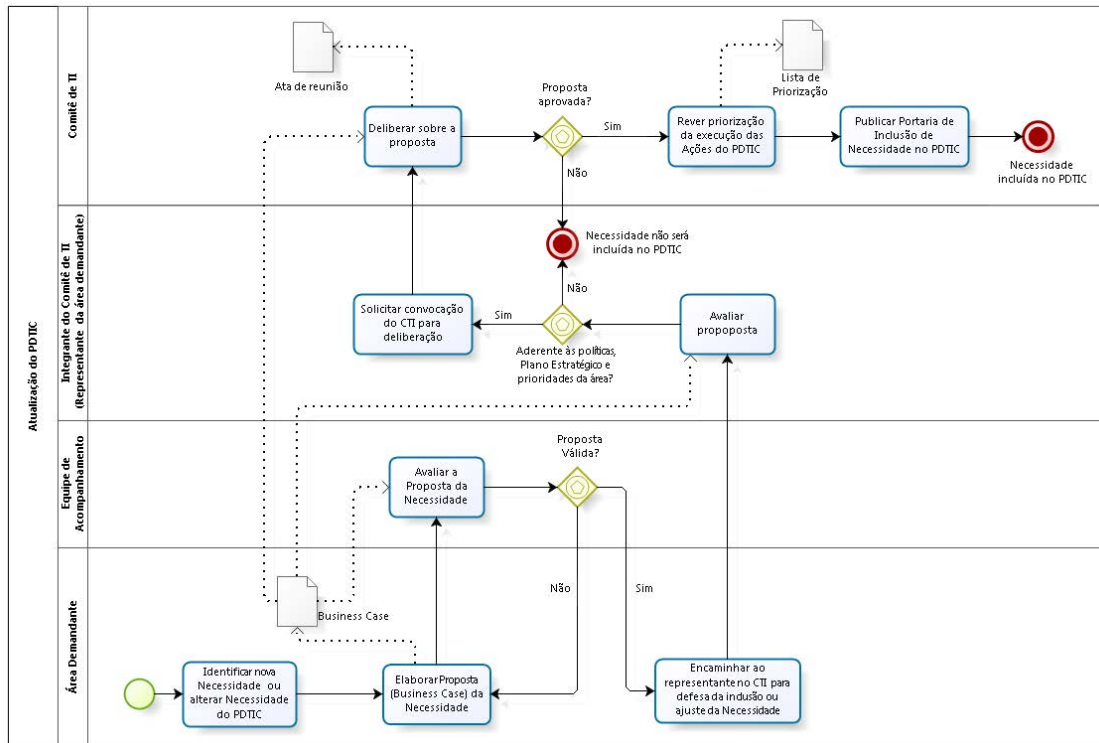 Atualização do PDTIC
Comitê de TI
Ata de reunião
Deliberar sobre a
proposta
Proposta
aprovada?
Sim
Não
Rever priorização
da execução das
Ações do PDTIC
Lista de
Priorização
Publicar Portaria de
Inclusão de
Necessidade no PDTIC
Necessidade
incluída no PDTIC
Integrante do Comitê de TI
(Representante da área demandante)
Necessidade não será
incluída no PDTIC
Não
Solicitar convocação
do CTI para
deliberação
Sim
Aderente às políticas,
Plano Estratégico e
prioridades da área?
Avaliar
propoposta
Equipe de
Acompanhamento
Avaliar a
Proposta da
Necessidade
Proposta
Válida?
Área Demandante
Não
Sim
Business Case
Identificar nova
Necessidade ou
alterar Necessidade
do PDTIC
Elaborar Proposta
(Business Case) da
Necessidade
Encaminhar ao
representante no CTI para
defesa da inclusão ou
ajuste da Necessidade